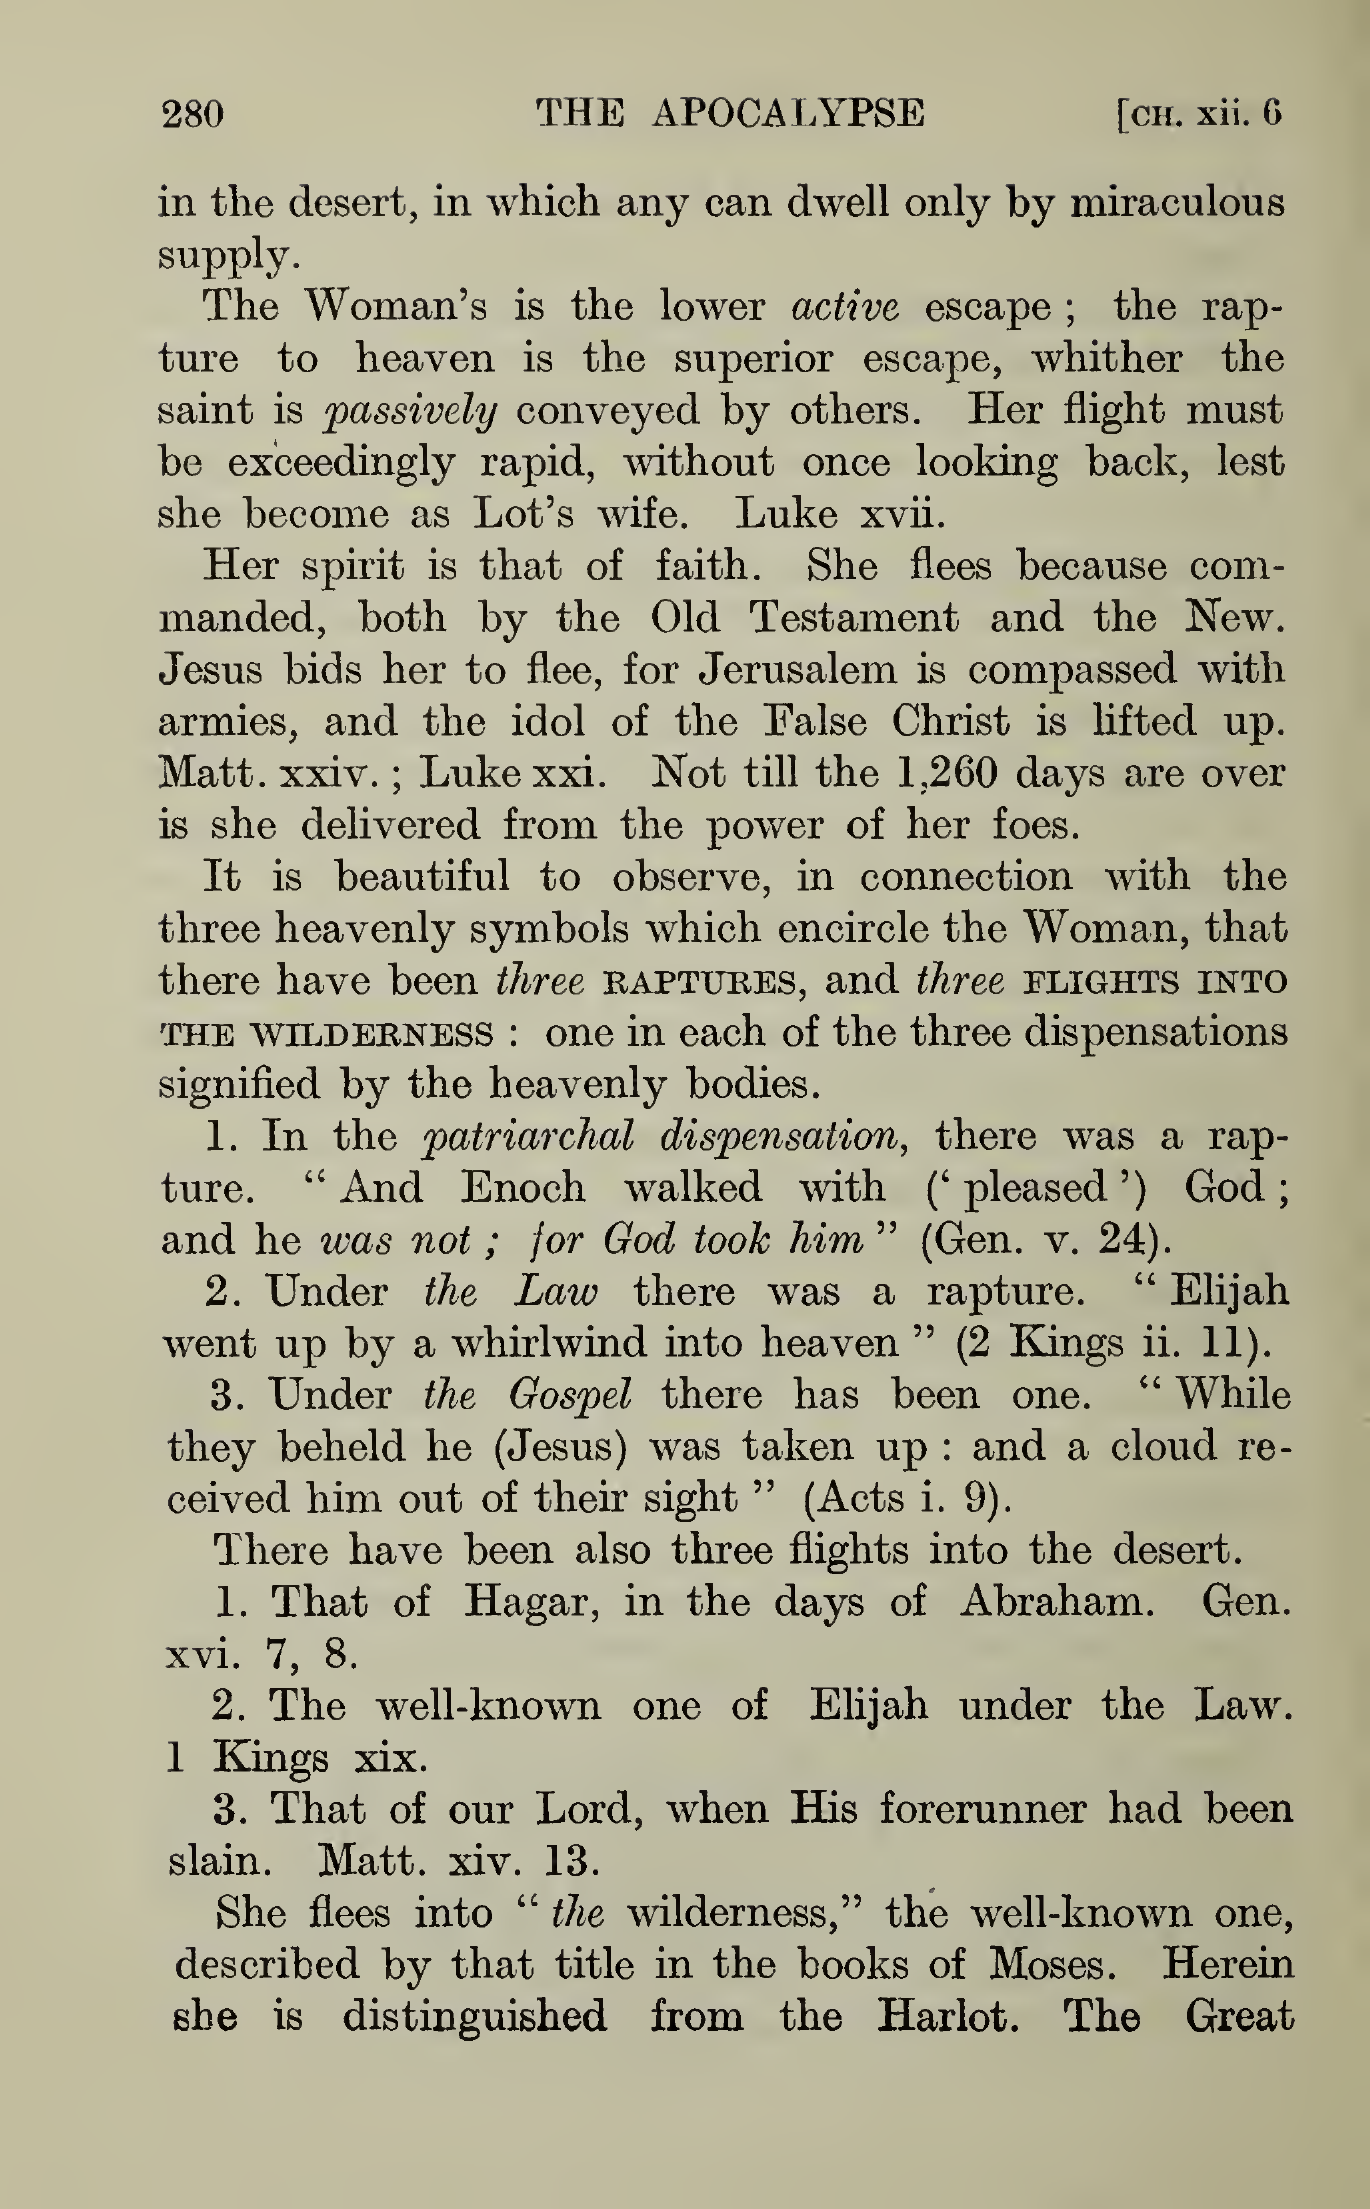 280 THE APOCALYPSE [CH. xii. 6
in the desert, in which any can dwell only by miraculous
supply.
The Woman's is the lower active escape ; the rap-
ture to heaven is the superior escape, whither the
saint is passively conveyed by others. Her flight must
be exceedingly rapid, without once looking back, lest
she become as Lot's wife. Luke xvii.
Her spirit is that of faith. She flees because com-
manded, both by the Old Testament and the New.
Jesus bids her to flee, for Jerusalem is compassed with
armies, and the idol of the False Christ is lifted up.
Matt. xxiv. ; Luke xxi. Not till the 1,260 days are over
is she delivered from the power of her foes.
It is beautiful to observe, in connection with the
three heavenly symbols which encircle the Woman, that
there have been three RAPTURES, and three FLIGHTS INTO
THE WILDERNESS : one in each of the three dispensations
signified by the heavenly bodies.
1. In the patriarchal dispensation, there was a rap-
ture. “ And Enoch walked with (‘ pleased ’) God ;
and he was not ; for God took him ” (Gen. v. 24).
2. Under the Law there was a rapture. “ Elijah
went up by a whirlwind into heaven ” (2 Kings ii. 11).
3. Under the Gospel there has been one. “ While
they beheld he (Jesus) was taken up : and a cloud re-
ceived him out of their sight ” (Acts i. 9).
There have been also three flights into the desert.
1. That of Hagar, in the days of Abraham. Gen.
xvi. 7, 8.
2. The well-known one of Elijah under the Law.
1 Kings xix.
3. That of our Lord, when His forerunner had been
slain. Matt. xiv. 13.
She flees into “ the wilderness,” the well-known one,
described by that title in the books of Moses. Herein
she is distinguished from the Harlot. The Great